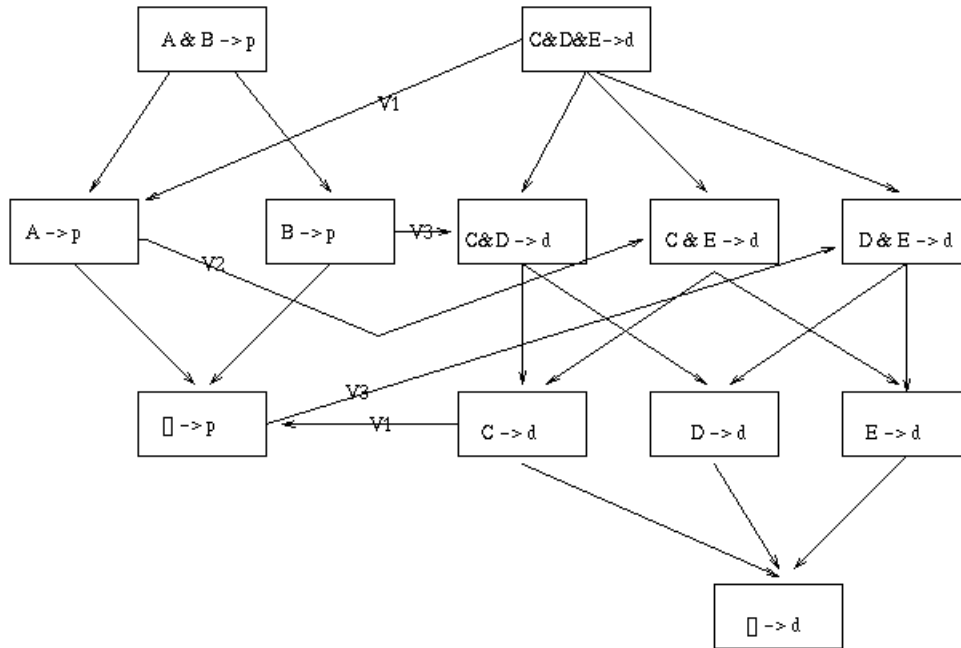 A & B -> p
C&D&E->d
V1
A -> p
B -> p
V3
C&D -> d
C & E -> d
D & E -> d
V2
V3
[] -> p
V1
C -> d
D -> d
E -> d
[] -> d